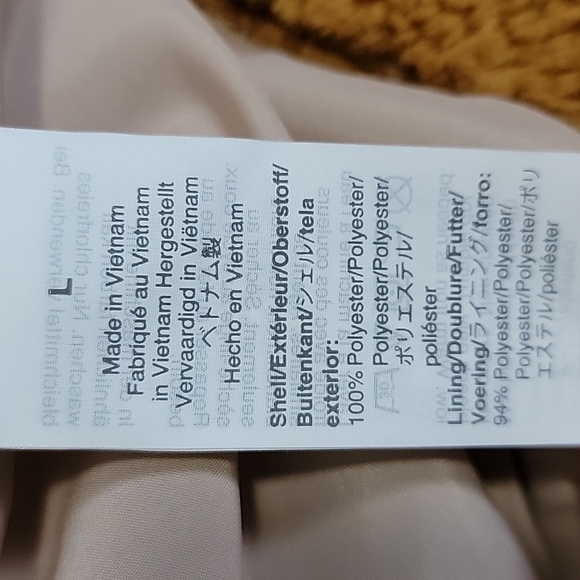 L
Made in Vietnam
Fabriqué au Vietnam
in Vietnam Hergestellt
Vervaardigd in Viëtnam
ベトナム製
Hecho en Vietnam
Shell/Extérieur/Oberstoff/
Buitenkant/シェル/tela
exterior:
100% Polyester/Polyester/
Polyester/Polyester/
ポリエステル/
poliéster
Lining/Doublure/Futter/
Voering/ライニング/forro:
94% Polyester/Polyester/
Polyester/Polyester/ポリ
エステル/poliéster